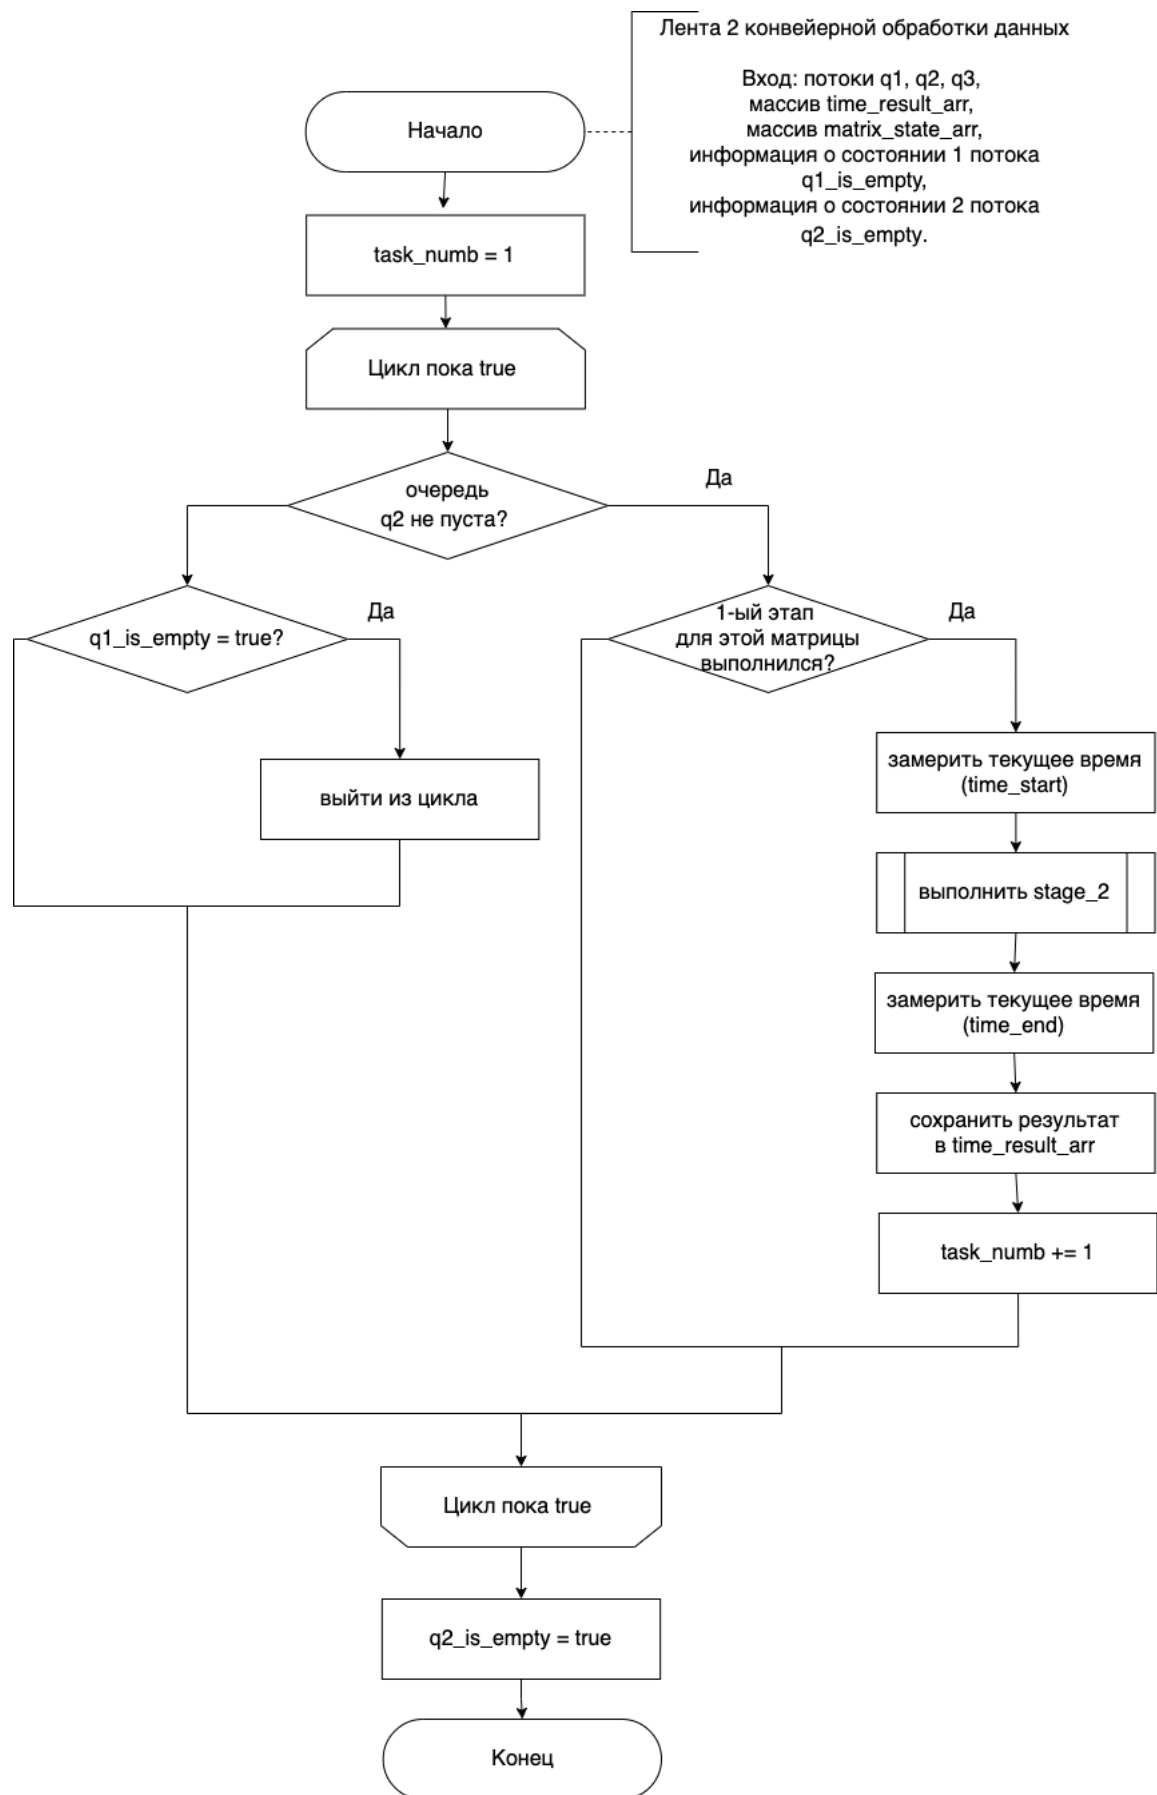 Лента 2 конвейерной обработки данных
Вход: потоки q1, q2, q3,
массив time_result_arr,
массив matrix_state_arr,
информация о состоянии 1 потока
q1_is_empty,
информация о состоянии 2 потока
q2_is_empty.
Начало
task_numb = 1
Цикл пока true
очередь
q2 не пуста?
Да
q1_is_empty = true?
Да
выйти из цикла
1-ый этап
для этой матрицы
выполнился?
Да
замерить текущее время
(time_start)
выполнить stage_2
замерить текущее время
(time_end)
сохранить результат
в time_result_arr
task_numb += 1
Цикл пока true
q2_is_empty = true
Конец